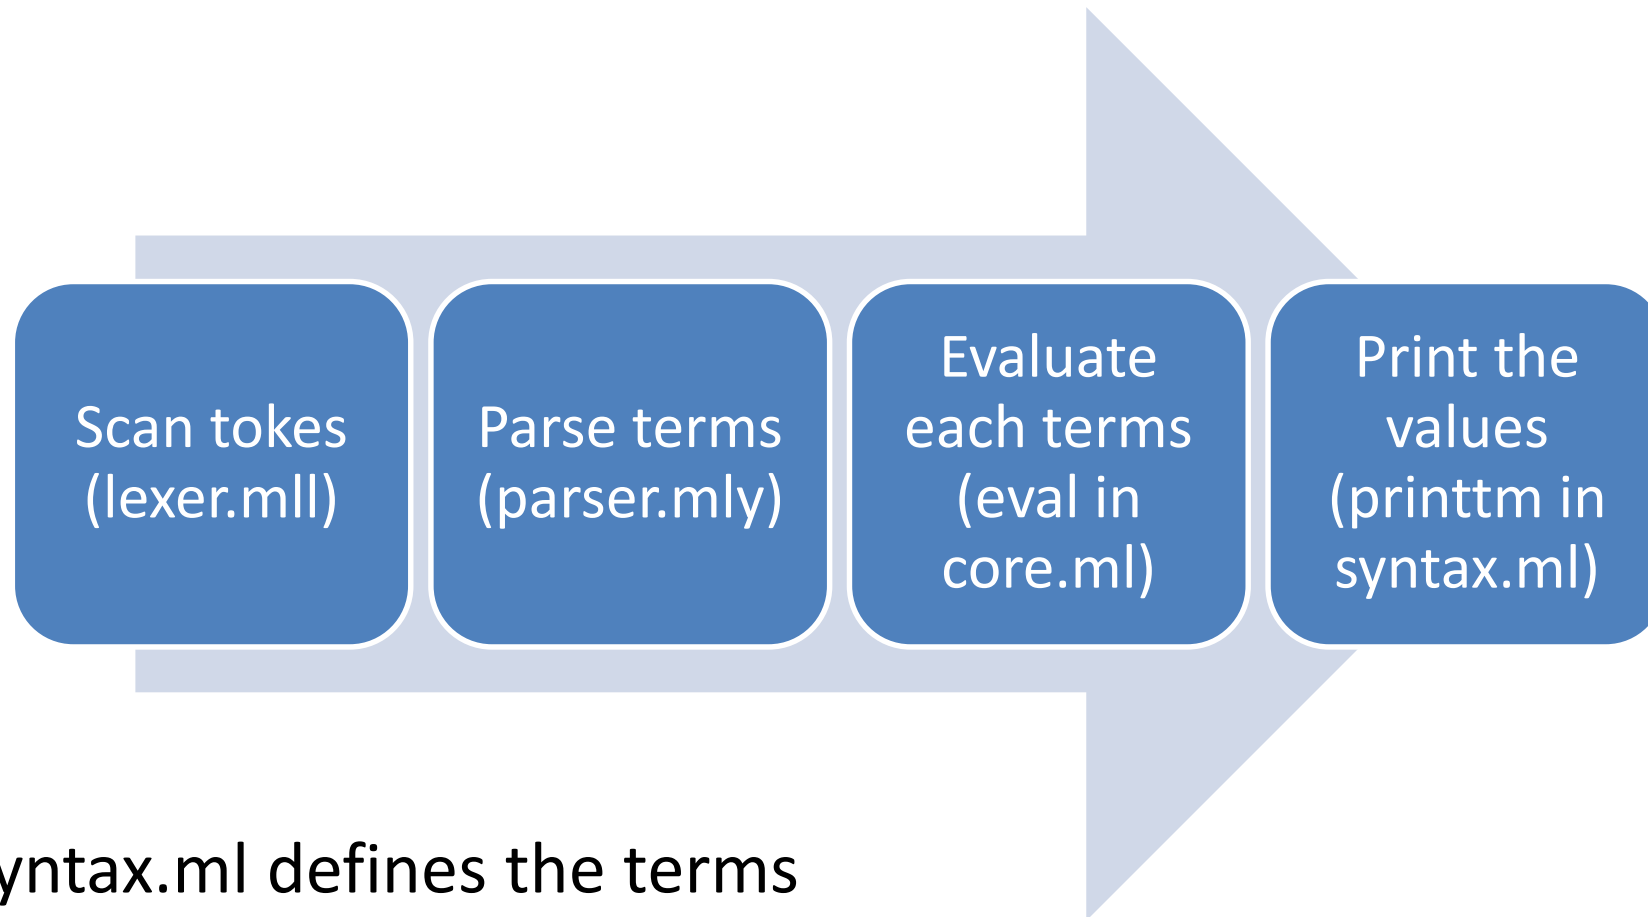 Scan tokes
(lexer.mll)
Parse terms
(parser.mly)
Evaluate
each terms
(eval in
core.ml)
Print the
values
(printtm in
syntax.ml)
yntax.ml defines the terms